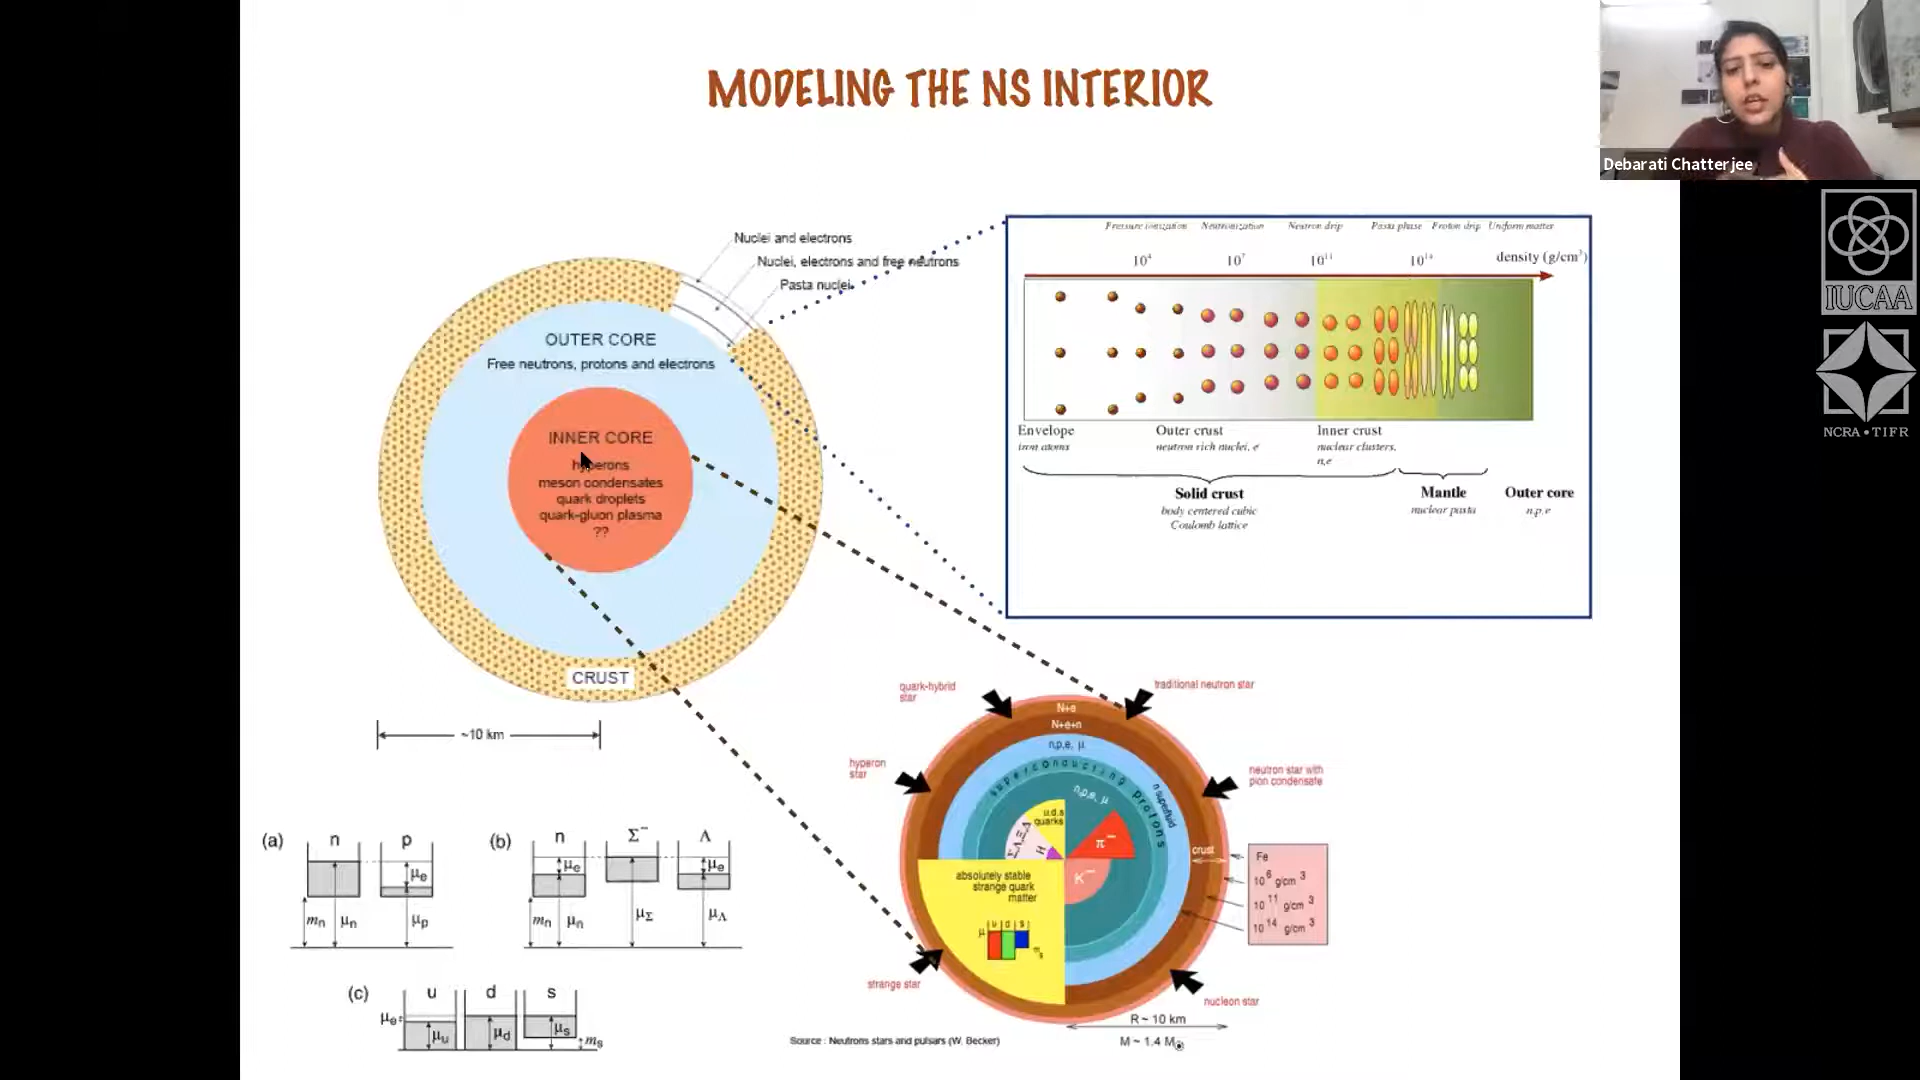 MODELING THE NS INTERIOR
Debarati Chatterjee
IUCAA
NCRA • TIFR
Nuclei and electrons
Nuclei, electrons and free neutrons
Pasta nuclei
OUTER CORE
Free neutrons, protons and electrons
INNER CORE
hyperons
meson condensates
quark droplets
quark-gluon plasma
??
CRUST
~10 km
Pressure ionization Neutronization Neutron drip Pasta phase Proton drip Uniform matter
10⁴ 10⁷ 10¹¹ 10¹⁴ density (g/cm³)
Envelope Outer crust Inner crust
iron atoms neutron rich nuclei, e nuclear clusters,
n,e
Solid crust Mantle Outer core
body centered cubic nuclear pasta n,p,e
Coulomb lattice
quark-hybrid
star
traditional neutron star
N+e
N+e+n
n,p,e, μ
superconducting protons
n superfluid
n,p,e, μ
hyperon
star
neutron star with
pion condensate
u,d,s
quarks
Σ,Λ,Ξ,Δ
H
π⁻
K⁻
crust
absolutely stable
strange quark
matter
μ u d s
mₛ
Fe
10⁶ g/cm³
10¹¹ g/cm³
10¹⁴ g/cm³
strange star
nucleon star
R ~ 10 km
M ~ 1.4 M☉
Source : Neutrons stars and pulsars (W. Becker)
(a) n p
μe
mn μn μp
(b) n Σ⁻ Λ
μe μe
mn μn μΣ μΛ
(c) u d s
μe μu μd μs ms